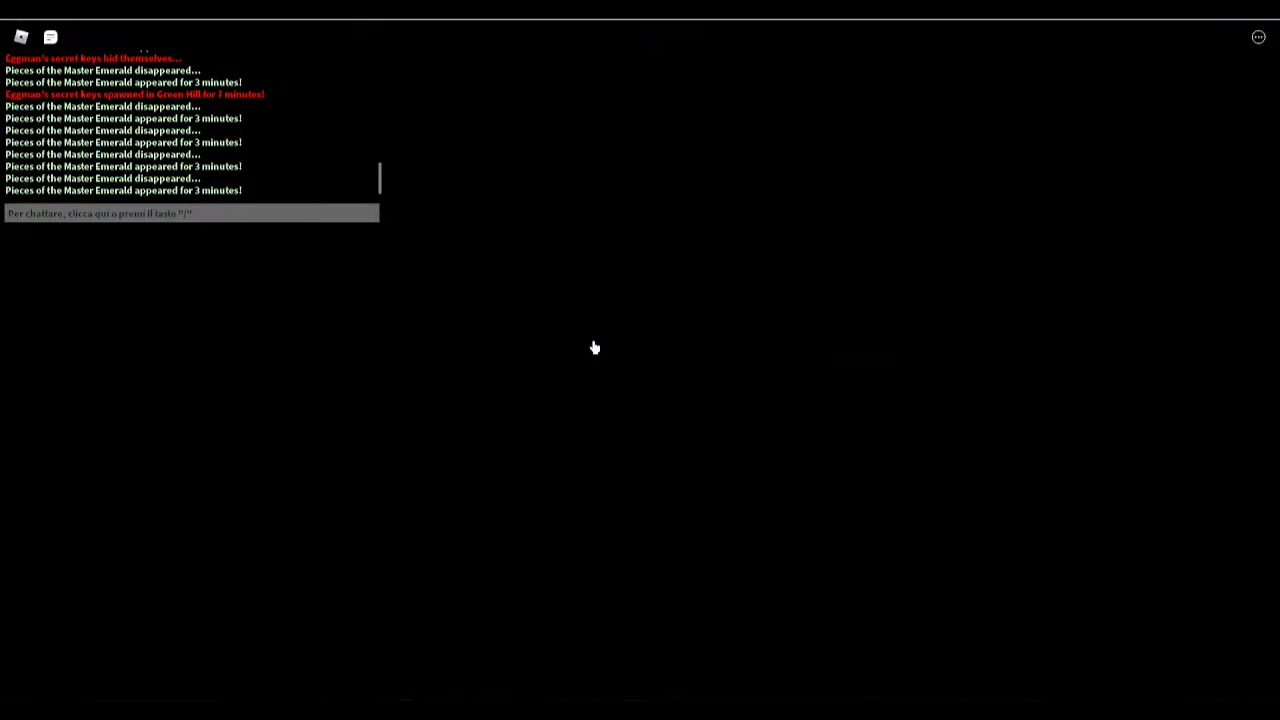 Eggman's secret keys hid themselves...
Pieces of the Master Emerald disappeared...
Pieces of the Master Emerald appeared for 3 minutes!
Eggman's secret keys spawned in Green Hill for 7 minutes!
Pieces of the Master Emerald disappeared...
Pieces of the Master Emerald appeared for 3 minutes!
Pieces of the Master Emerald disappeared...
Pieces of the Master Emerald appeared for 3 minutes!
Pieces of the Master Emerald disappeared...
Pieces of the Master Emerald appeared for 3 minutes!
Pieces of the Master Emerald disappeared...
Pieces of the Master Emerald appeared for 3 minutes!
Per chattare, clicca qui o premi il tasto "/"